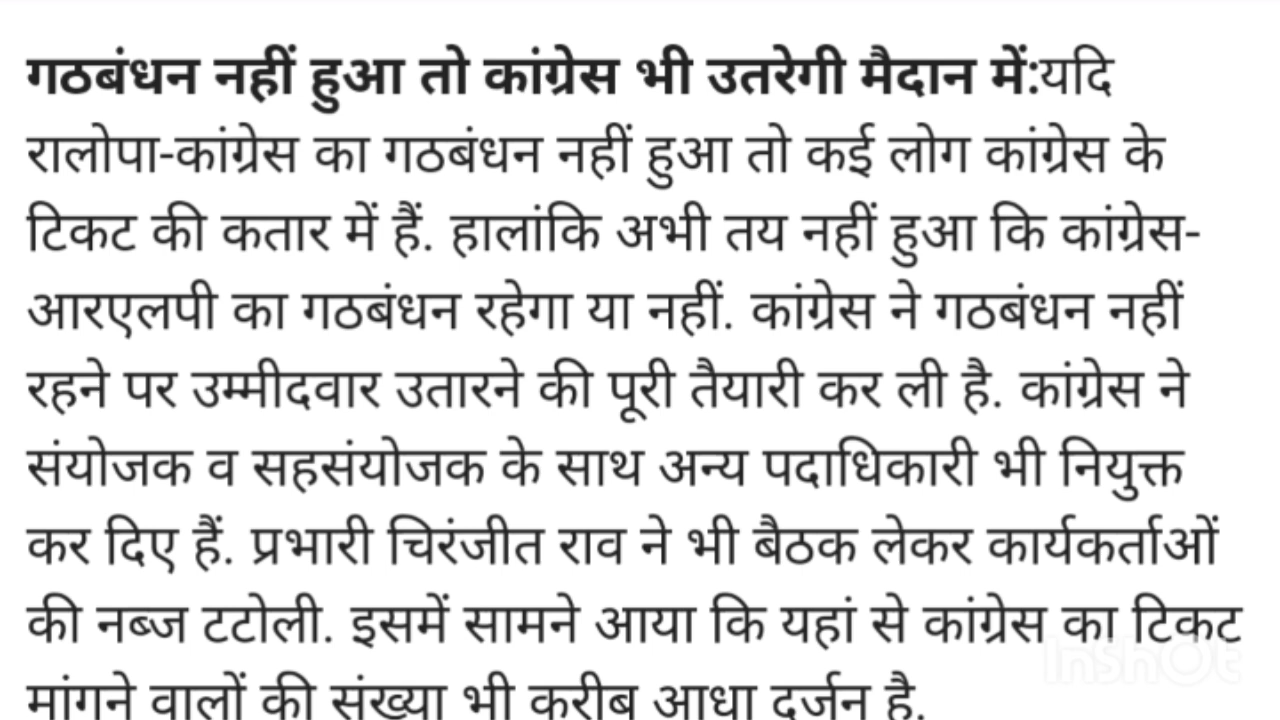 गठबंधन नहीं हुआ तो कांग्रेस भी उतरेगी मैदान में:यदि
रालोपा-कांग्रेस का गठबंधन नहीं हुआ तो कई लोग कांग्रेस के
टिकट की कतार में हैं. हालांकि अभी तय नहीं हुआ कि कांग्रेस-
आरएलपी का गठबंधन रहेगा या नहीं. कांग्रेस ने गठबंधन नहीं
रहने पर उम्मीदवार उतारने की पूरी तैयारी कर ली है. कांग्रेस ने
संयोजक व सहसंयोजक के साथ अन्य पदाधिकारी भी नियुक्त
कर दिए हैं. प्रभारी चिरंजीत राव ने भी बैठक लेकर कार्यकर्ताओं
की नब्ज टटोली. इसमें सामने आया कि यहां से कांग्रेस का टिकट
मांगने वालों की संख्या भी करीब आधा दर्जन है.
InShOt